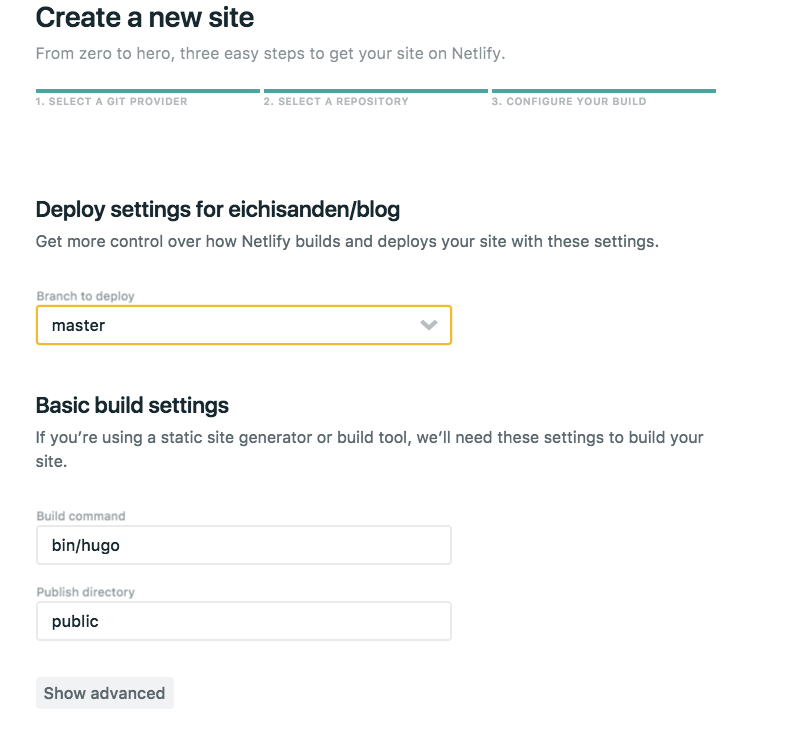 Create a new site
From zero to hero, three easy steps to get your site on Netlify.
1. SELECT A GIT PROVIDER
2. SELECT A REPOSITORY
3. CONFIGURE YOUR BUILD
Deploy settings for eichisanden/blog
Get more control over how Netlify builds and deploys your site with these settings.
Branch to deploy
master
Basic build settings
If you’re using a static site generator or build tool, we’ll need these settings to build your
site.
Build command
bin/hugo
Publish directory
public
Show advanced